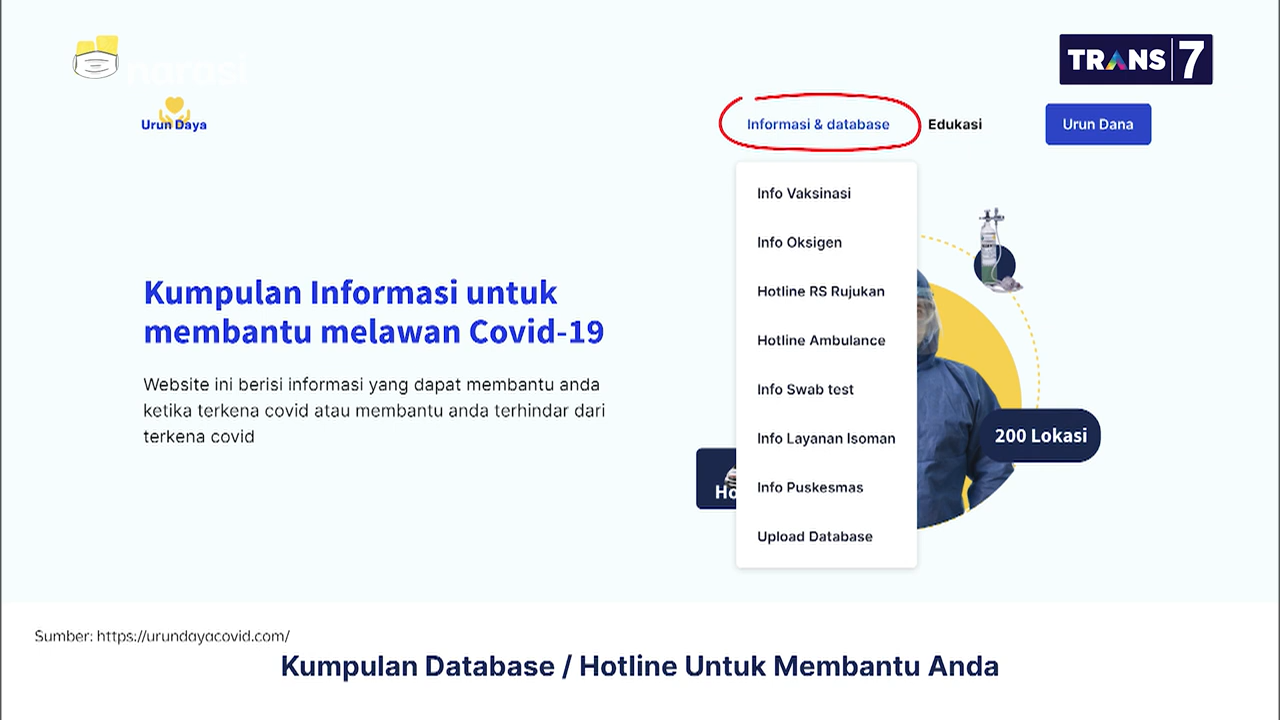 narasi
TRANS 7
Urun Daya
Informasi & database
Edukasi
Urun Dana
Info Vaksinasi
Info Oksigen
Hotline RS Rujukan
Hotline Ambulance
Info Swab test
Info Layanan Isoman
Info Puskesmas
Upload Database
Kumpulan Informasi untuk
membantu melawan Covid-19
Website ini berisi informasi yang dapat membantu anda
ketika terkena covid atau membantu anda terhindar dari
terkena covid
200 Lokasi
Ho
Sumber: https://urundayacovid.com/
Kumpulan Database / Hotline Untuk Membantu Anda